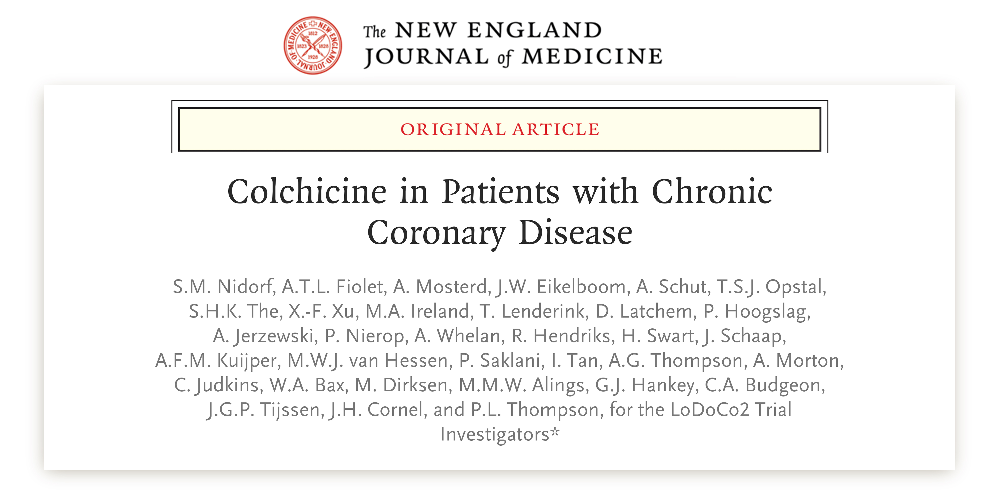 NEW ENGLAND JOURNAL OF MEDICINE
1812
1823 1828
1928
The NEW ENGLAND
JOURNAL of MEDICINE
ORIGINAL ARTICLE
Colchicine in Patients with Chronic
Coronary Disease
S.M. Nidorf, A.T.L. Fiolet, A. Mosterd, J.W. Eikelboom, A. Schut, T.S.J. Opstal,
S.H.K. The, X.-F. Xu, M.A. Ireland, T. Lenderink, D. Latchem, P. Hoogslag,
A. Jerzewski, P. Nierop, A. Whelan, R. Hendriks, H. Swart, J. Schaap,
A.F.M. Kuijper, M.W.J. van Hessen, P. Saklani, I. Tan, A.G. Thompson, A. Morton,
C. Judkins, W.A. Bax, M. Dirksen, M.M.W. Alings, G.J. Hankey, C.A. Budgeon,
J.G.P. Tijssen, J.H. Cornel, and P.L. Thompson, for the LoDoCo2 Trial
Investigators*